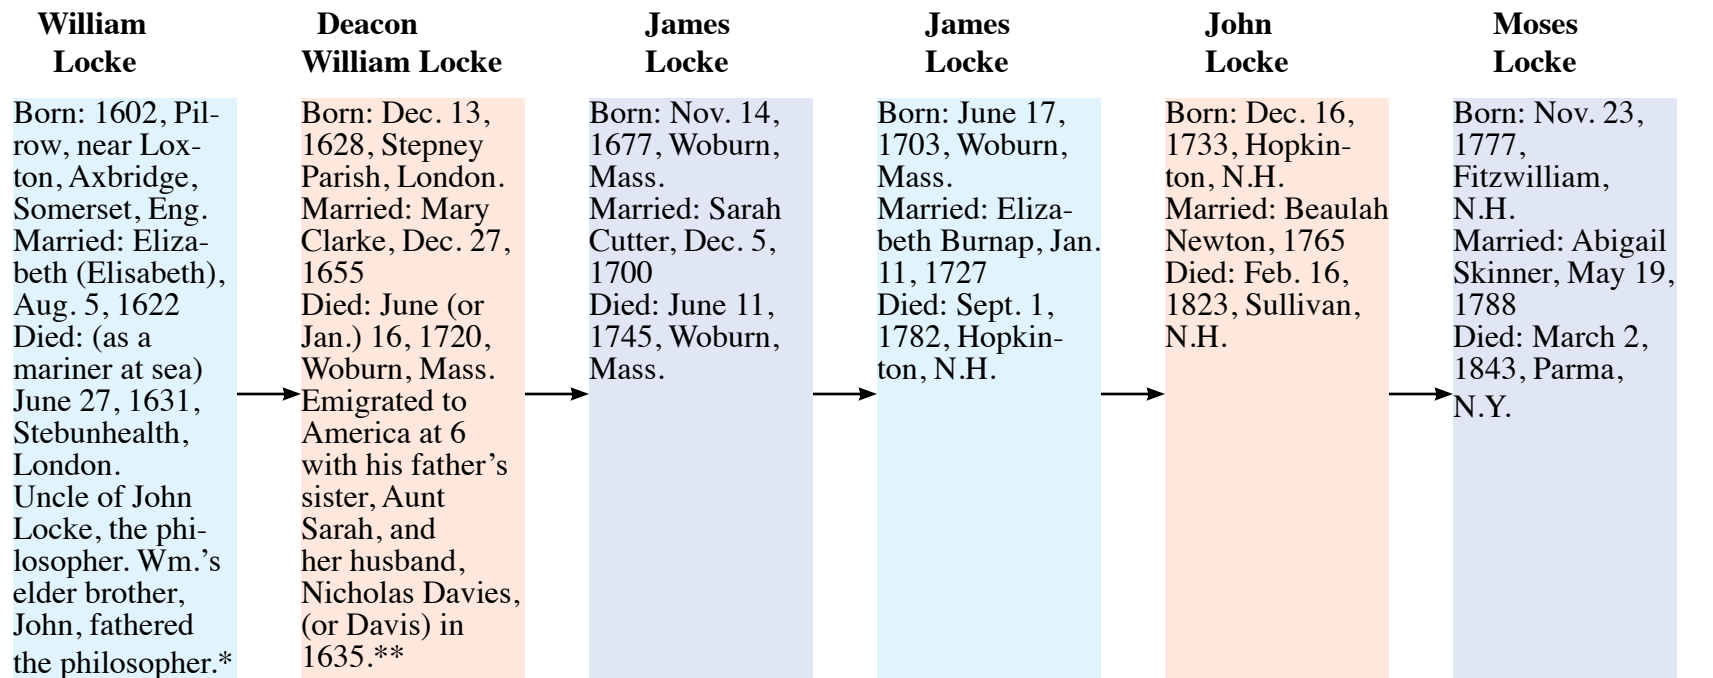 William
Locke
Born: 1602, Pil-
row, near Lox-
ton, Axbridge,
Somerset, Eng.
Married: Eliza-
beth (Elisabeth),
Aug. 5, 1622
Died: (as a
mariner at sea)
June 27, 1631,
Stebunhealth,
London.
Uncle of John
Locke, the phi-
losopher. Wm.’s
elder brother,
John, fathered
the philosopher.*
Deacon
William Locke
Born: Dec. 13,
1628, Stepney
Parish, London.
Married: Mary
Clarke, Dec. 27,
1655
Died: June (or
Jan.) 16, 1720,
Woburn, Mass.
Emigrated to
America at 6
with his father’s
sister, Aunt
Sarah, and
her husband,
Nicholas Davies,
(or Davis) in
1635.**
James
Locke
Born: Nov. 14,
1677, Woburn,
Mass.
Married: Sarah
Cutter, Dec. 5,
1700
Died: June 11,
1745, Woburn,
Mass.
James
Locke
Born: June 17,
1703, Woburn,
Mass.
Married: Eliza-
beth Burnap, Jan.
11, 1727
Died: Sept. 1,
1782, Hopkin-
ton, N.H.
John
Locke
Born: Dec. 16,
1733, Hopkin-
ton, N.H.
Married: Beaulah
Newton, 1765
Died: Feb. 16,
1823, Sullivan,
N.H.
Moses
Locke
Born: Nov. 23,
1777,
Fitzwilliam,
N.H.
Married: Abigail
Skinner, May 19,
1788
Died: March 2,
1843, Parma,
N.Y.